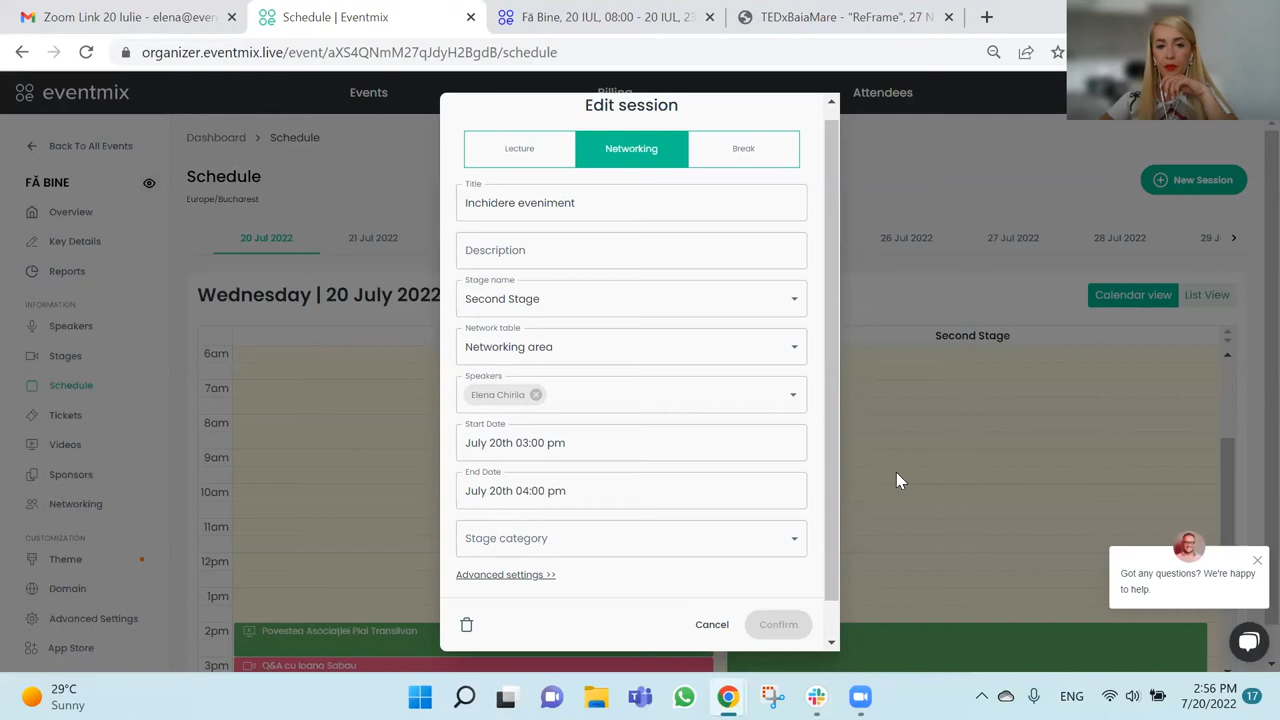 Zoom Link 20 Iulie - elena@even
Schedule | Eventmix
Fă Bine, 20 IUL, 08:00 - 20 IUL, 23
TEDxBaiaMare - "ReFrame", 27 N
organizer.eventmix.live/event/aXS4QNmM27qJdyH2BgdB/schedule
eventmix
Events
Billing
Attendees
Back To All Events
FĂ BINE
Overview
Key Details
Reports
INFORMATION
Speakers
Stages
Schedule
Tickets
Videos
Sponsors
Networking
CUSTOMIZATION
Theme
Domain
Advanced Settings
App Store
Dashboard > Schedule
Schedule
Europe/Bucharest
New Session
20 Jul 2022
21 Jul 2022
26 Jul 2022
27 Jul 2022
28 Jul 2022
29 J
Wednesday | 20 July 2022
Calendar view
List View
Second Stage
6am
7am
8am
9am
10am
11am
12pm
1pm
2pm
3pm
Povestea Asociației Plai Transilvan
Q&A cu Ioana Sabau
Edit session
Lecture
Networking
Break
Title
Inchidere eveniment
Description
Stage name
Second Stage
Network table
Networking area
Speakers
Elena Chirila
Start Date
July 20th 03:00 pm
End Date
July 20th 04:00 pm
Stage category
Advanced settings >>
Cancel
Confirm
Got any questions? We're happy
to help.
29°C
Sunny
ENG
2:56 PM
7/20/2022
17